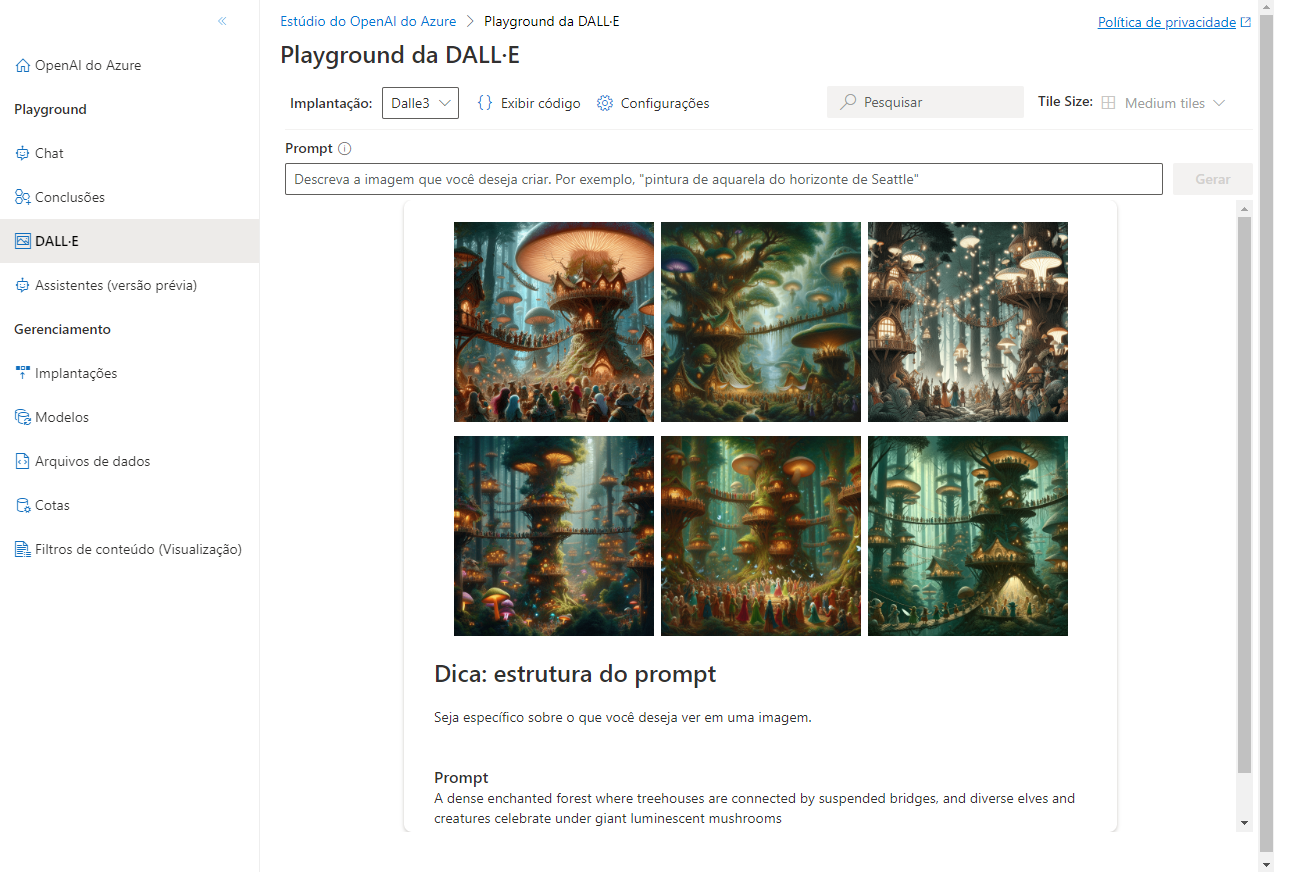 Estúdio do OpenAI do Azure > Playground da DALL·E
Política de privacidade
Playground da DALL·E
Implantação: Dalle3 {} Exibir código Configurações Pesquisar Tile Size: Medium tiles
Prompt
Descreva a imagem que você deseja criar. Por exemplo, "pintura de aquarela do horizonte de Seattle" Gerar
OpenAI do Azure
Playground
Chat
Conclusões
DALL·E
Assistentes (versão prévia)
Gerenciamento
Implantações
Modelos
Arquivos de dados
Cotas
Filtros de conteúdo (Visualização)
Dica: estrutura do prompt
Seja específico sobre o que você deseja ver em uma imagem.
Prompt
A dense enchanted forest where treehouses are connected by suspended bridges, and diverse elves and
creatures celebrate under giant luminescent mushrooms